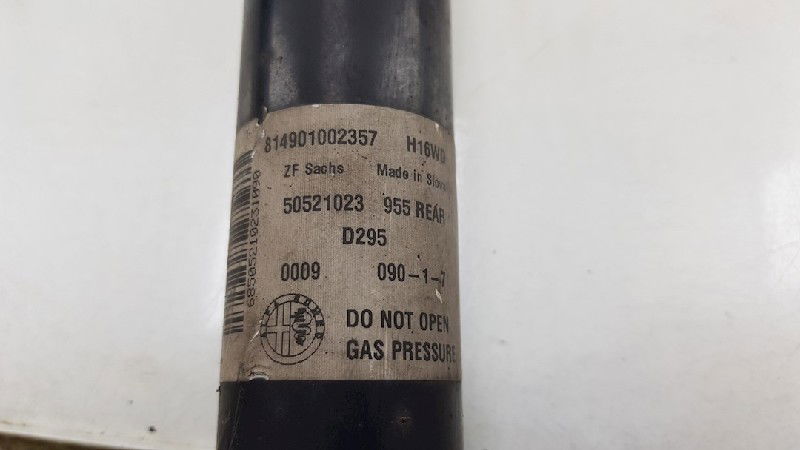 814901002357 H16WD
ZF Sachs Made in
50521023 955 REAR
D295
0009 090-1-7
DO NOT OPEN
GAS PRESSURE